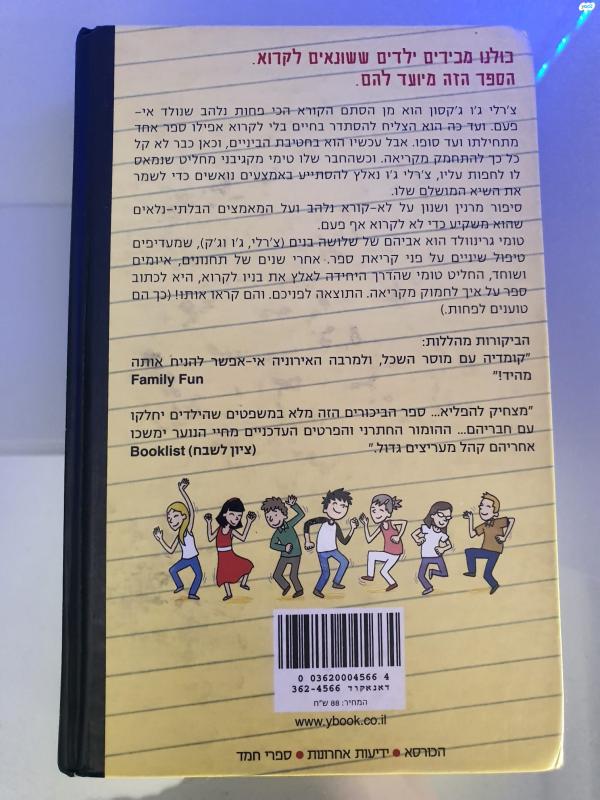 כולנו מכירים ילדים ששונאים לקרוא.
הספר הזה מיועד להם.
צ'רלי ג'ו ג'קסון הוא מן הסתם הקורא הכי פחות נלהב שנולד אי-
פעם. ועד כה הוא הצליח להסתדר בחיים בלי לקרוא אפילו ספר אחד
מתחילתו ועד סופו. אבל עכשיו הוא בחטיבת הביניים, וכאן כבר לא קל
כל כך להתחמק מקריאה. וכשהחבר שלו טימי מקגיבני מחליט שנמאס
לו לחפות עליו, צ'רלי ג'ו נאלץ להסתייע באמצעים נואשים כדי לשמר
את השיא המושלם שלו.
סיפור מרנין ושנון על לא-קורא נלהב ועל המאמצים הבלתי-נלאים
שהוא משקיע כדי לא לקרוא אף פעם.
טומי גרינוולד הוא אביהם של שלושה בנים (צ'רלי, ג'ו וג'ק), שמעדיפים
טיפול שיניים על פני קריאת ספר. אחרי שנים של תחנונים, איומים
ושוחד, החליט טומי שהדרך היחידה לאלץ את בניו לקרוא, היא לכתוב
ספר על איך לחמוק מקריאה. התוצאה לפניכם. והם קראו אותו! (כך הם
טוענים לפחות.)
הביקורות מהללות:
"קומדיה עם מוסר השכל, ולמרבה האירוניה אי-אפשר להניח אותה
מהיד!" Family Fun
"מצחיק להפליא... ספר הביכורים הזה מלא במשפטים שהילדים יחלקו
עם חבריהם... ההומור החתרני והפרטים העדכניים מחיי הנוער ימשכו
אחריהם קהל מעריצים גדול." Booklist (ציון לשבח)
0 03620004566 4
דאנאקוד 362-4566
המחיר: 88 ש"ח
www.ybook.co.il
הכורסא • ידיעות אחרונות • ספרי חמד